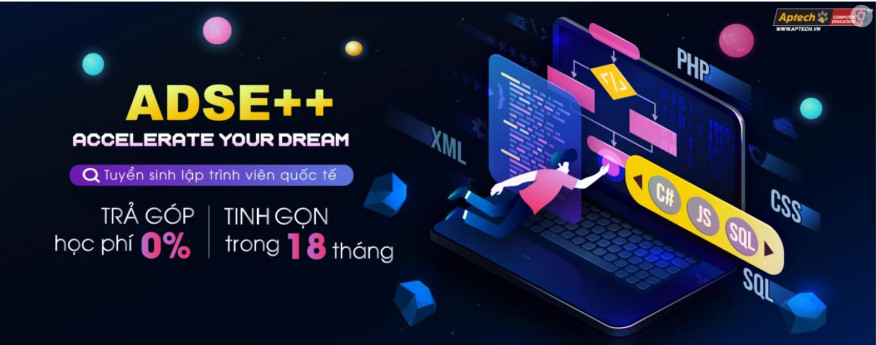 Aptech COMPUTER EDUCATION
WWW.APTECH.VN
ADSE++
ACCELERATE YOUR DREAM
Tuyển sinh lập trình viên quốc tế
TRẢ GÓP
học phí 0%
TINH GỌN
trong 18 tháng
PHP
XML
C# JS SQL
CSS
SQL